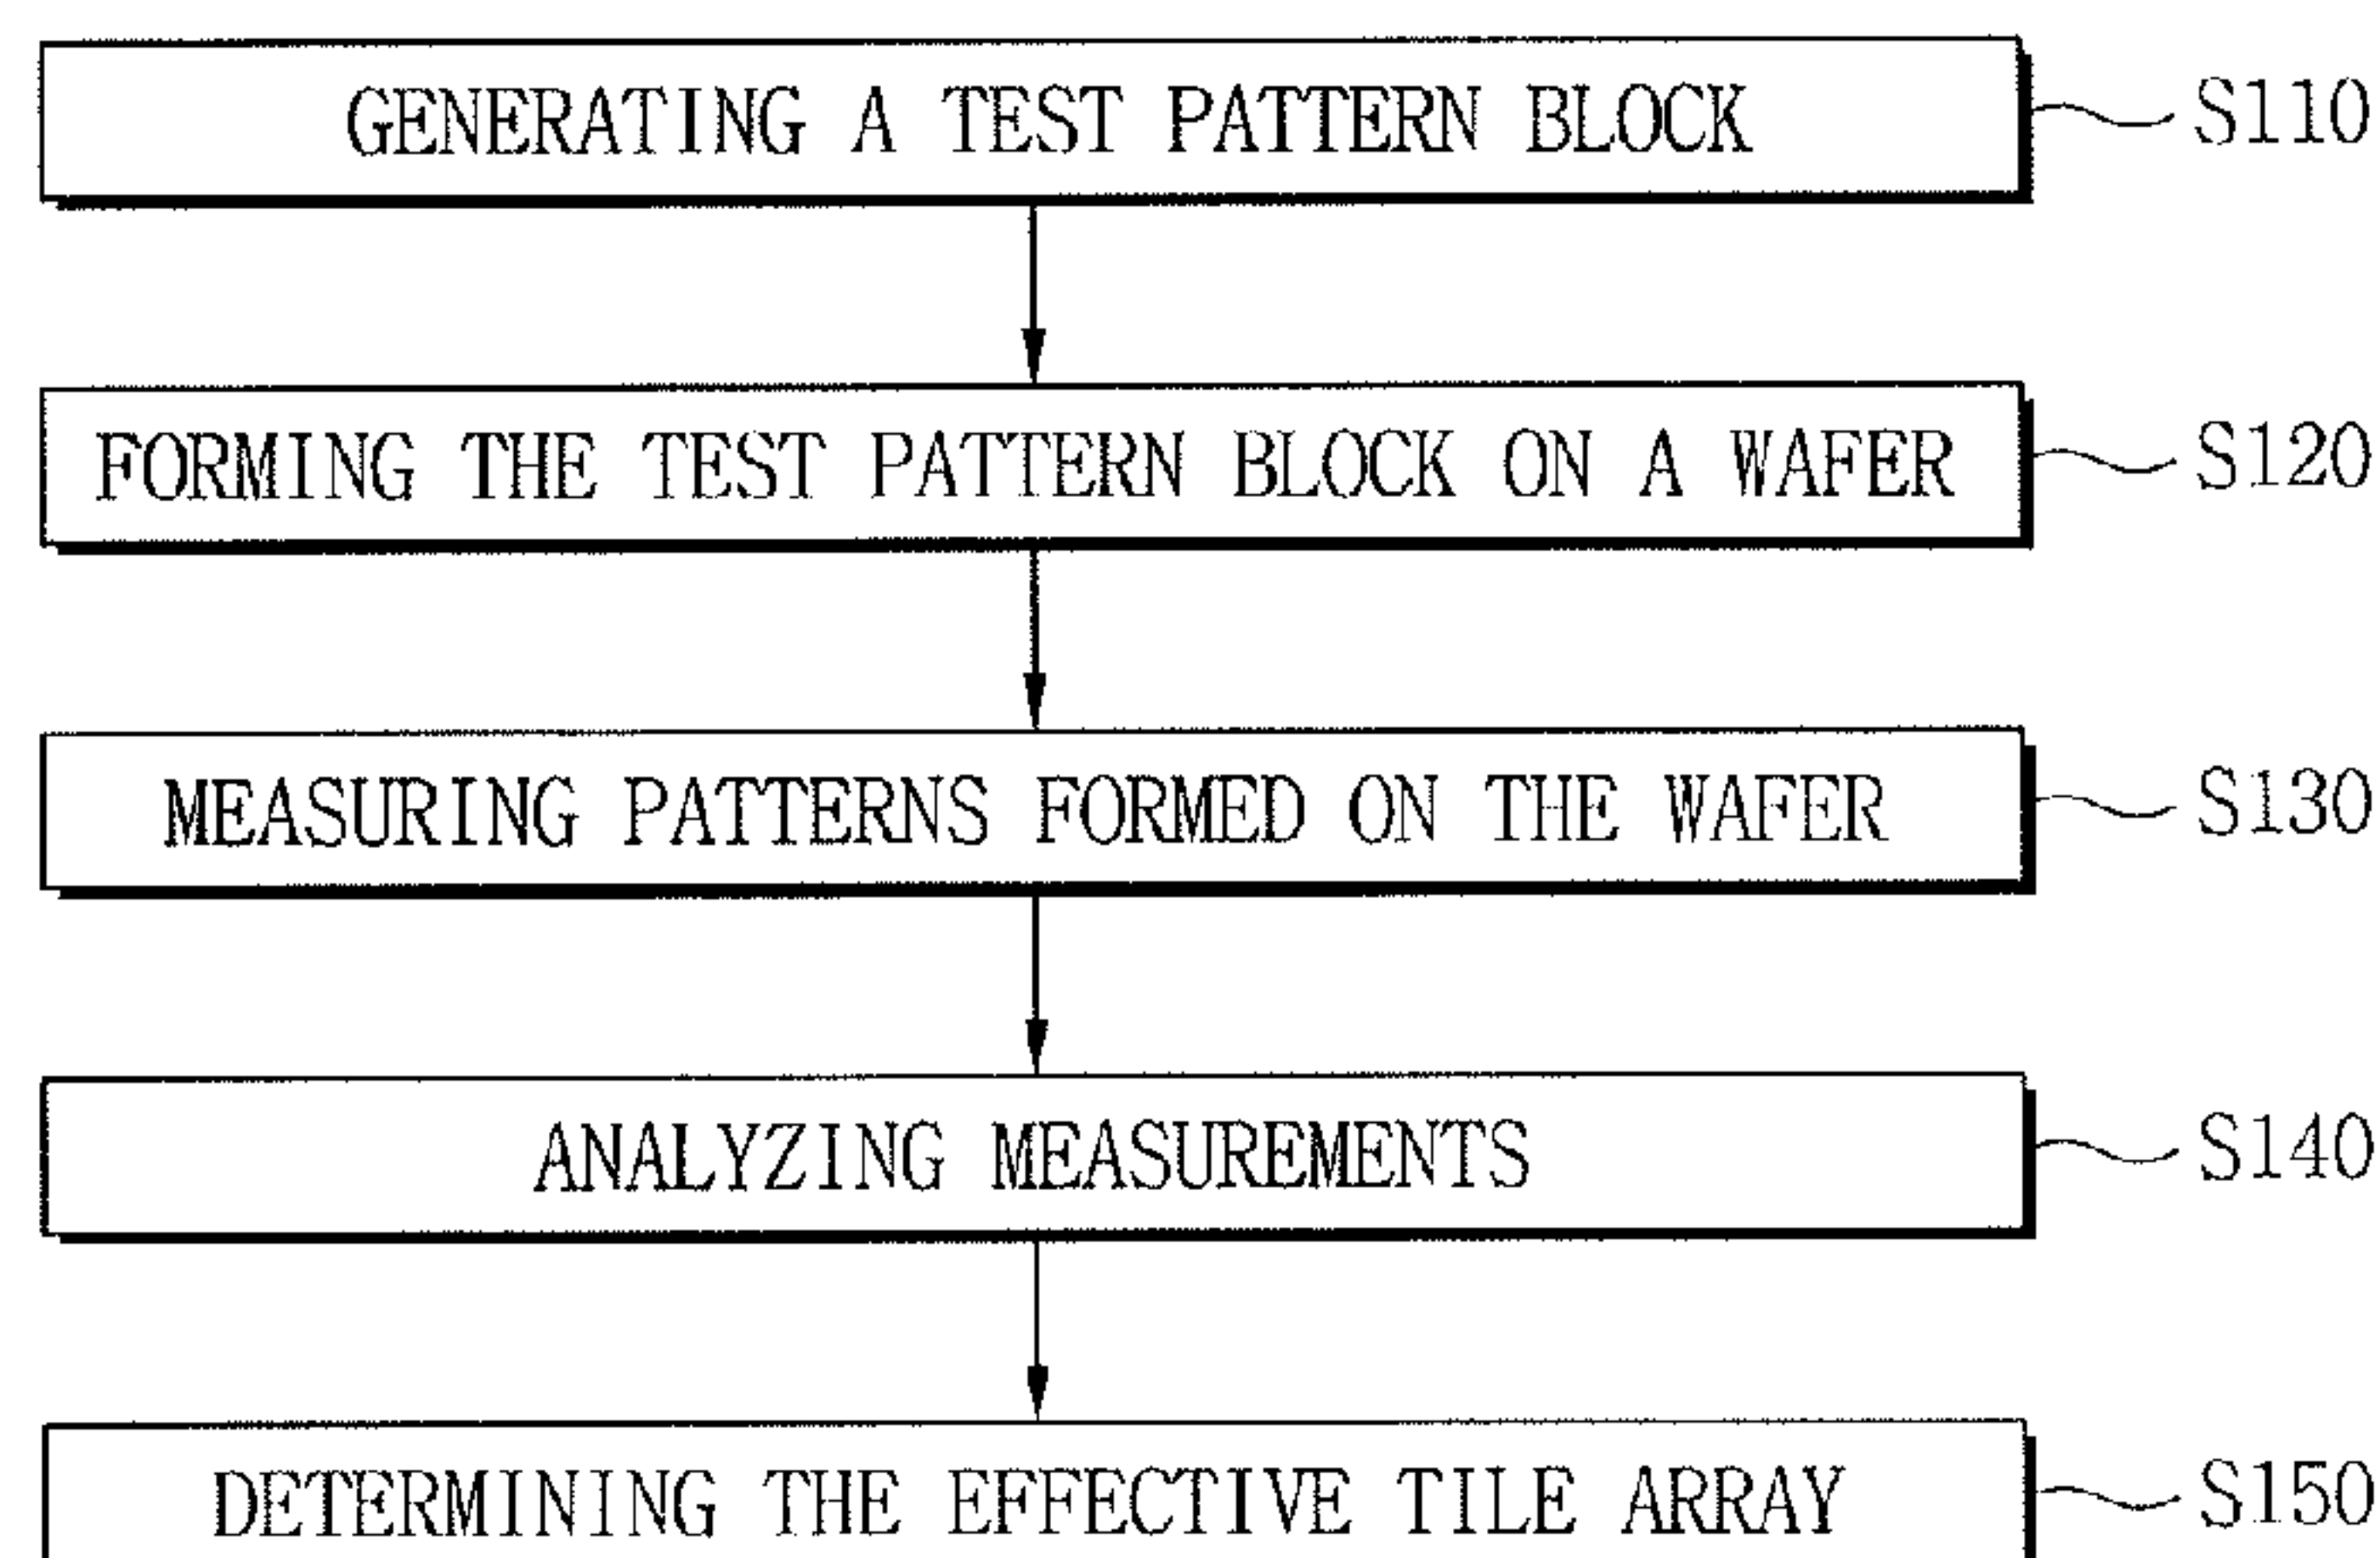 GENERATING A TEST PATTERN BLOCK S110
FORMING THE TEST PATTERN BLOCK ON A WAFER S120
MEASURING PATTERNS FORMED ON THE WAFER S130
ANALYZING MEASUREMENTS S140
DETERMINING THE EFFECTIVE TILE ARRAY S150